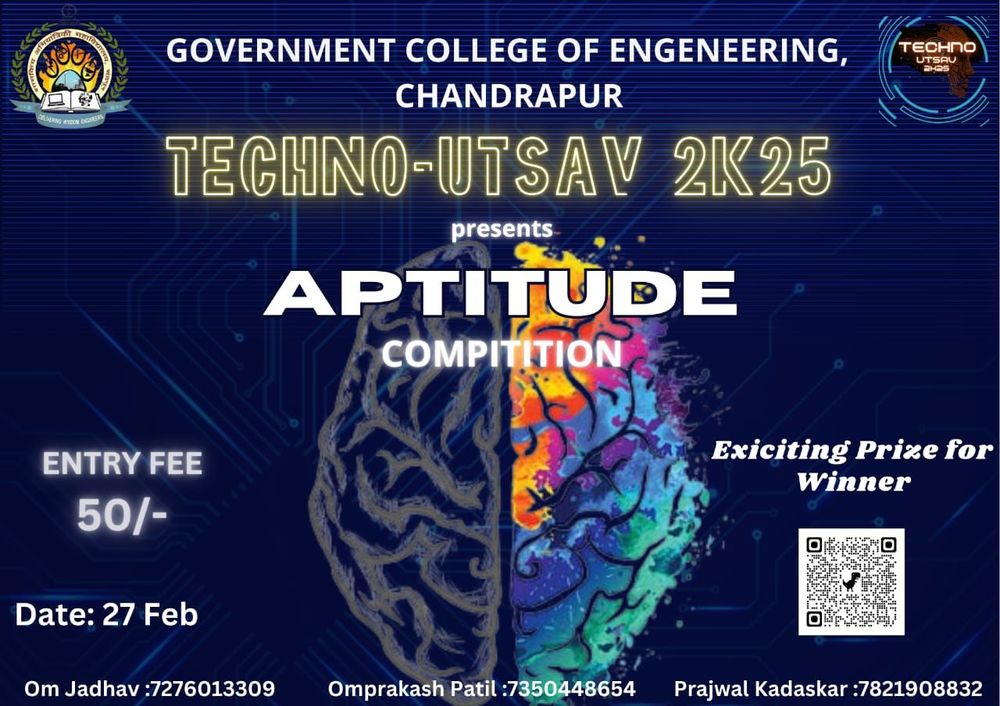 GOVERNMENT COLLEGE OF ENGENEERING,
CHANDRAPUR
TECHNO
UTSAV
2K25
TECHNO-UTSAV 2K25
presents
APTITUDE
COMPITITION
ENTRY FEE
50/-
Exiciting Prize for
Winner
Date: 27 Feb
Om Jadhav :7276013309
Omprakash Patil :7350448654
Prajwal Kadaskar :7821908832